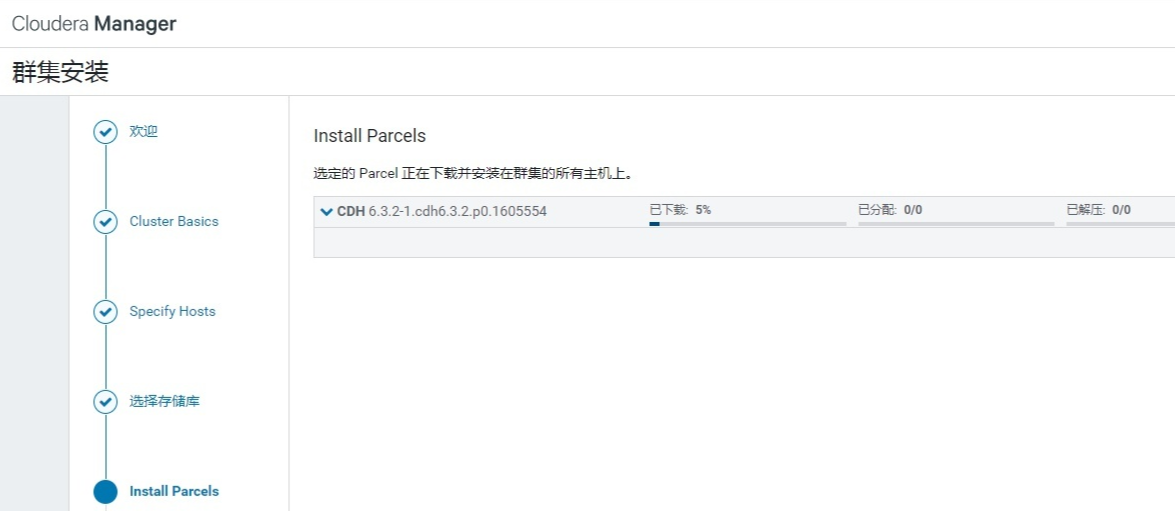 Cloudera Manager
群集安装
欢迎
Cluster Basics
Specify Hosts
选择存储库
Install Parcels
Install Parcels
选定的 Parcel 正在下载并安装在群集的所有主机上。
CDH 6.3.2-1.cdh6.3.2.p0.1605554 已下载: 5% 已分配: 0/0 已解压: 0/0